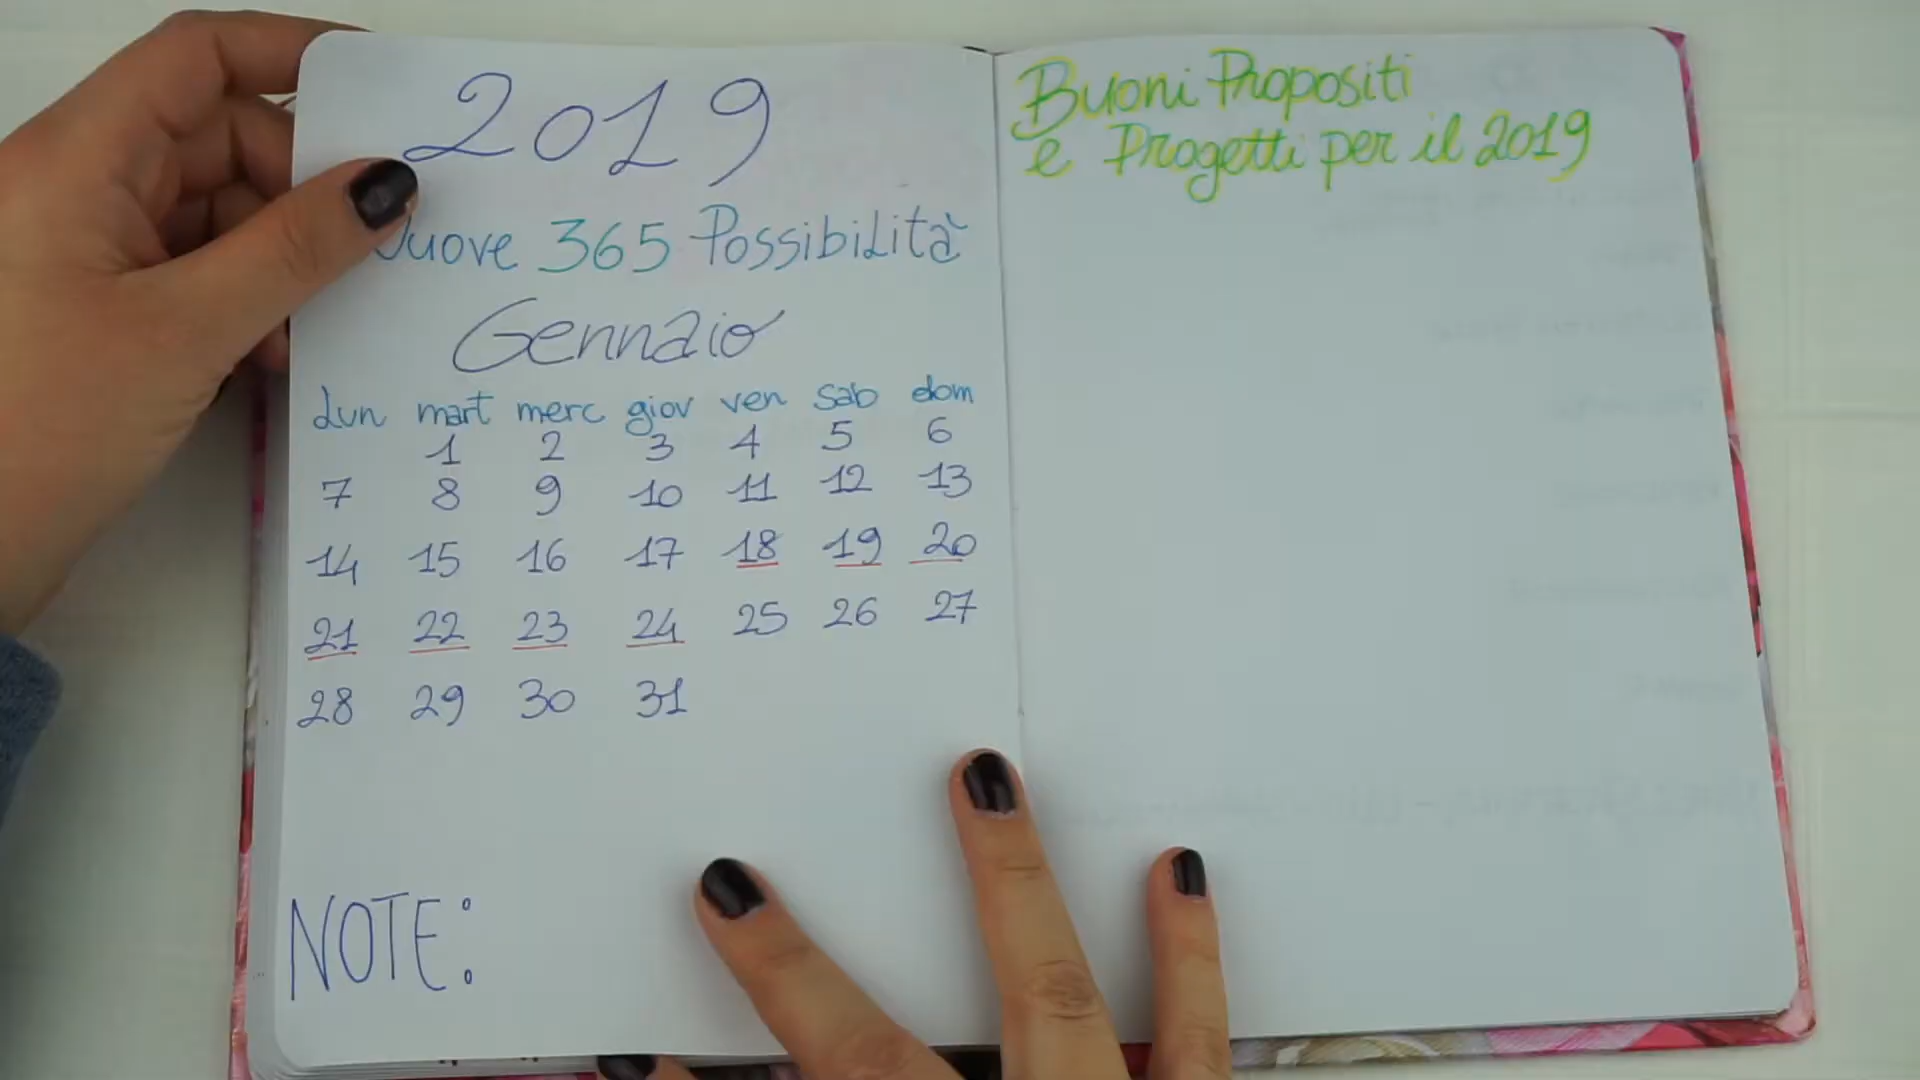 2019
Nuove 365 Possibilità
Gennaio
Lun mart merc giov ven sab dom
1 2 3 4 5 6
7 8 9 10 11 12 13
14 15 16 17 18 19 20
21 22 23 24 25 26 27
28 29 30 31
NOTE:
Buoni Propositi
e Progetti per il 2019